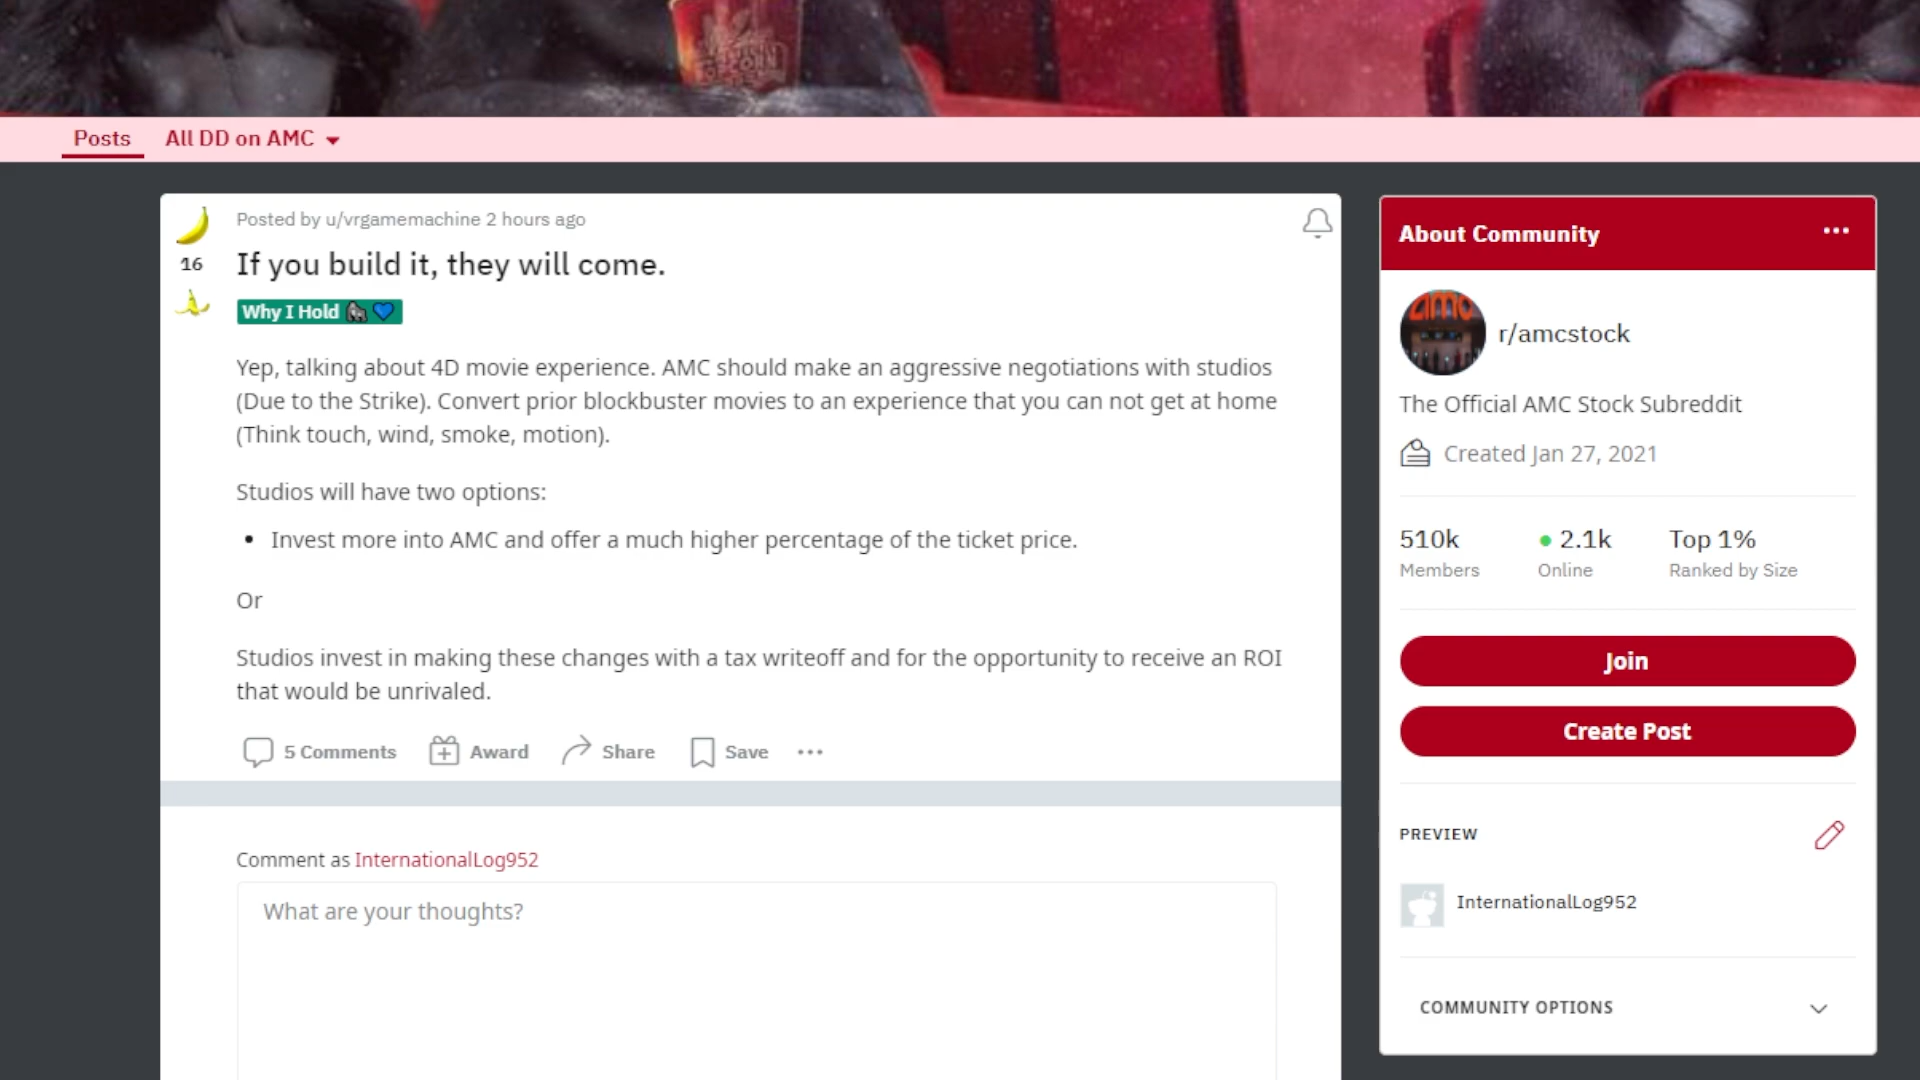 Posts All DD on AMC
Posted by u/vrgamemachine 2 hours ago
16
If you build it, they will come.
Why I Hold 🦍💙
Yep, talking about 4D movie experience. AMC should make an aggressive negotiations with studios
(Due to the Strike). Convert prior blockbuster movies to an experience that you can not get at home
(Think touch, wind, smoke, motion).
Studios will have two options:
• Invest more into AMC and offer a much higher percentage of the ticket price.
Or
Studios invest in making these changes with a tax writeoff and for the opportunity to receive an ROI
that would be unrivaled.
5 Comments Award Share Save
Comment as InternationalLog952
What are your thoughts?
About Community
amc
r/amcstock
The Official AMC Stock Subreddit
Created Jan 27, 2021
510k 2.1k Top 1%
Members Online Ranked by Size
Join
Create Post
PREVIEW
InternationalLog952
COMMUNITY OPTIONS